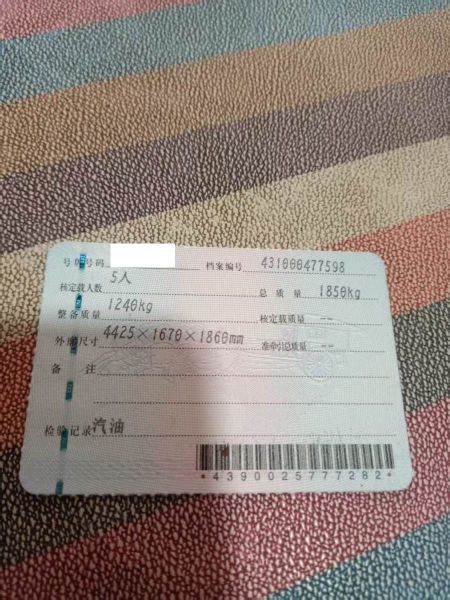 号牌号码 档案编号 431000477598
核定载人数 5人 总质量 1850kg
整备质量 1240kg 核定载质量 --
外廓尺寸 4425×1670×1860mm 准牵引总质量 --
备注
检验记录 汽油
*4390025777282*